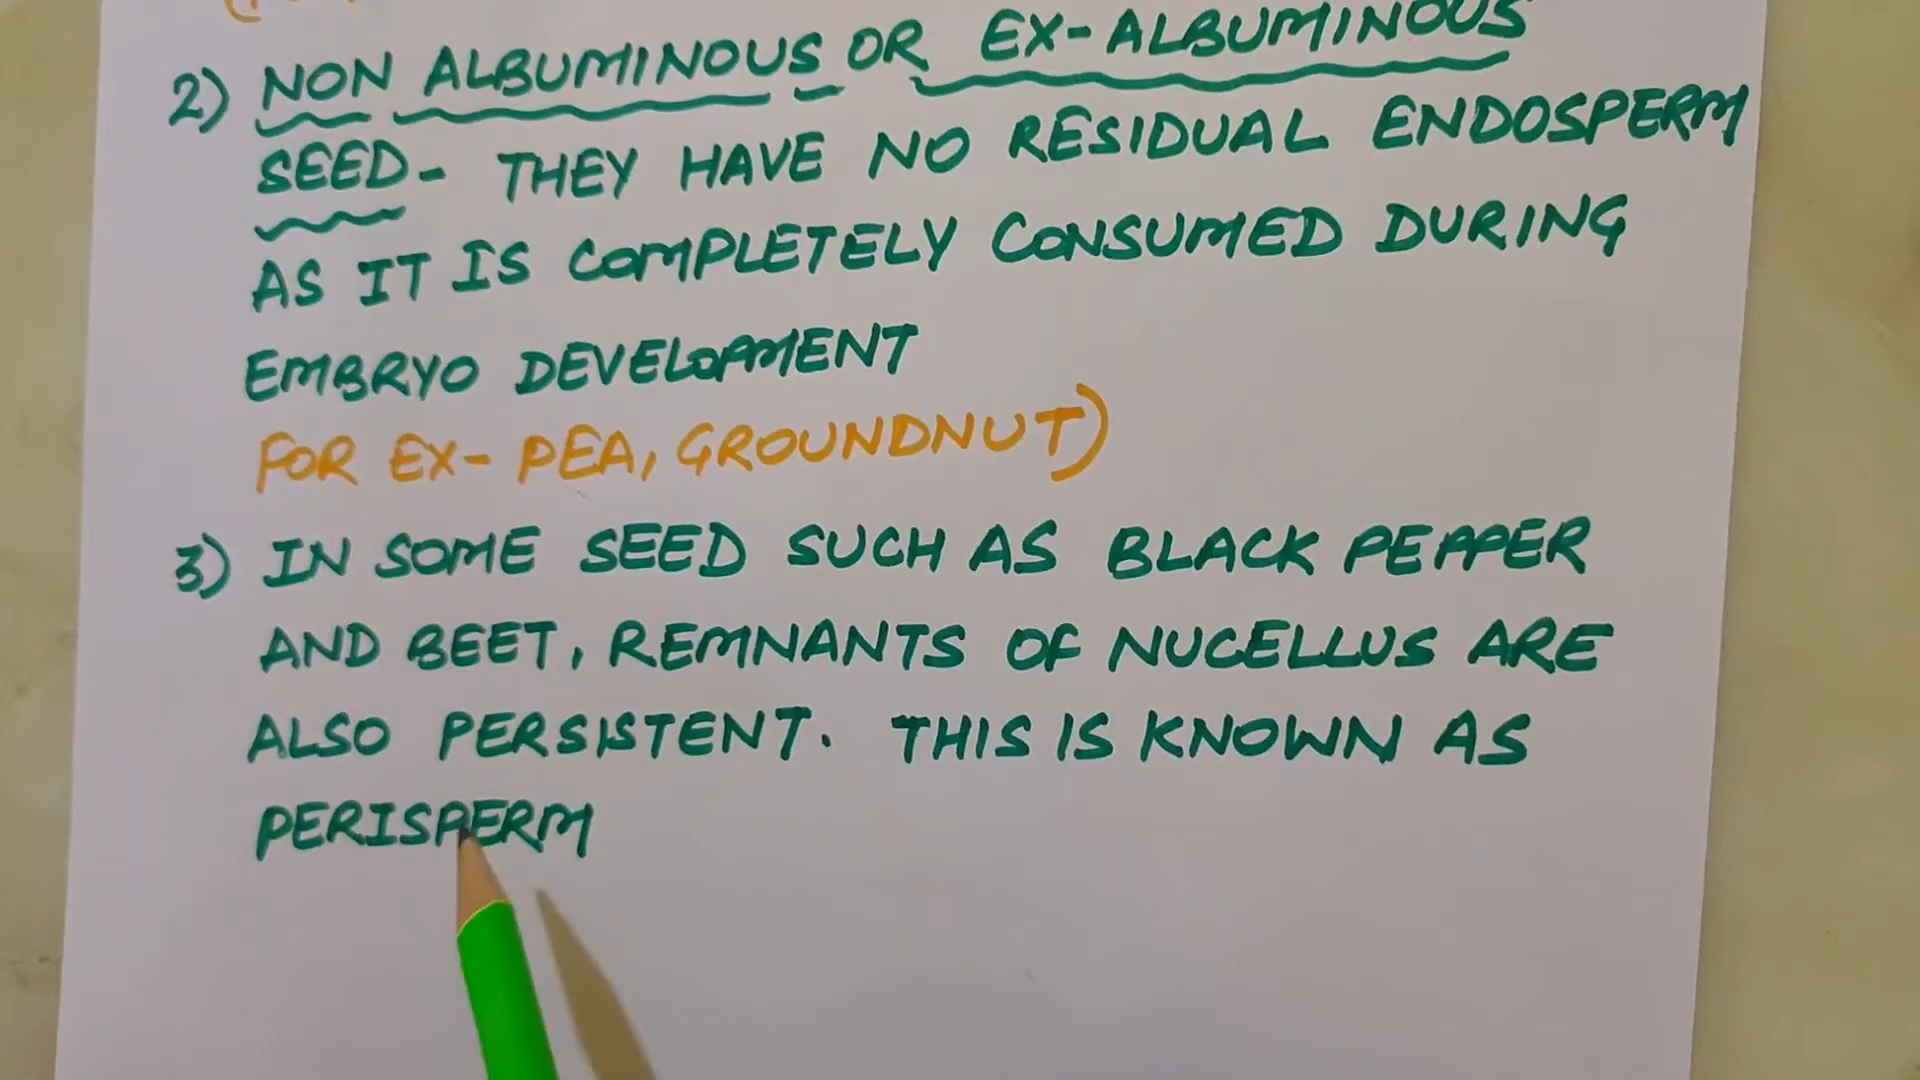 2) NON ALBUMINOUS OR EX-ALBUMINOUS
SEED- THEY HAVE NO RESIDUAL ENDOSPERM
AS IT IS COMPLETELY CONSUMED DURING
EMBRYO DEVELOPMENT
FOR EX- PEA, GROUNDNUT)
3) IN SOME SEED SUCH AS BLACK PEPPER
AND BEET, REMNANTS OF NUCELLUS ARE
ALSO PERSISTENT. THIS IS KNOWN AS
PERISPERM